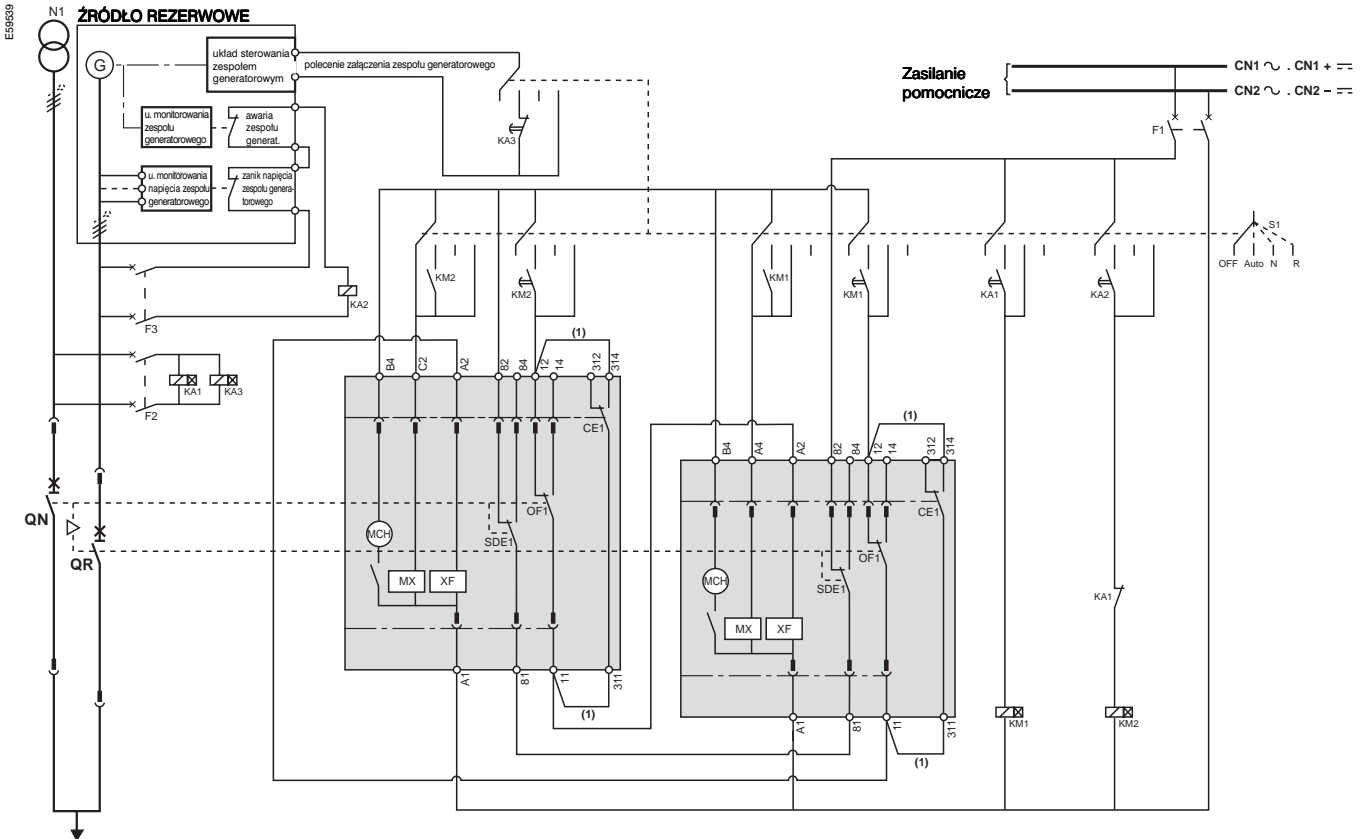 E59539
N1
ŹRÓDŁO REZERWOWE
G
układ sterowania
zespołem
generatorowym
polecenie załączenia zespołu generatorowego
u. monitorowania
zespołu
generatorowego
awaria
zespołu
generat.
u. monitorowania
napięcia zespołu
generatorowego
zanik napięcia
zespołu genera-
torowego
KA3
Zasilanie
pomocnicze
CN1 ∿ . CN1 + ⎓
CN2 ∿ . CN2 – ⎓
F1
S1
OFF Auto N R
KM2
KM2
KM1
KM1
KA1
KA2
KA2
F3
KA1
KA3
F2
(1)
B4
C2
A2
82
84
12
14
312
314
CE1
(1)
B4
A4
A2
82
84
12
14
312
314
CE1
QN
QR
MCH
MX
XF
SDE1
OF1
MCH
MX
XF
SDE1
OF1
KA1
A1
81
11
311
(1)
A1
81
11
311
(1)
KM1
KM2